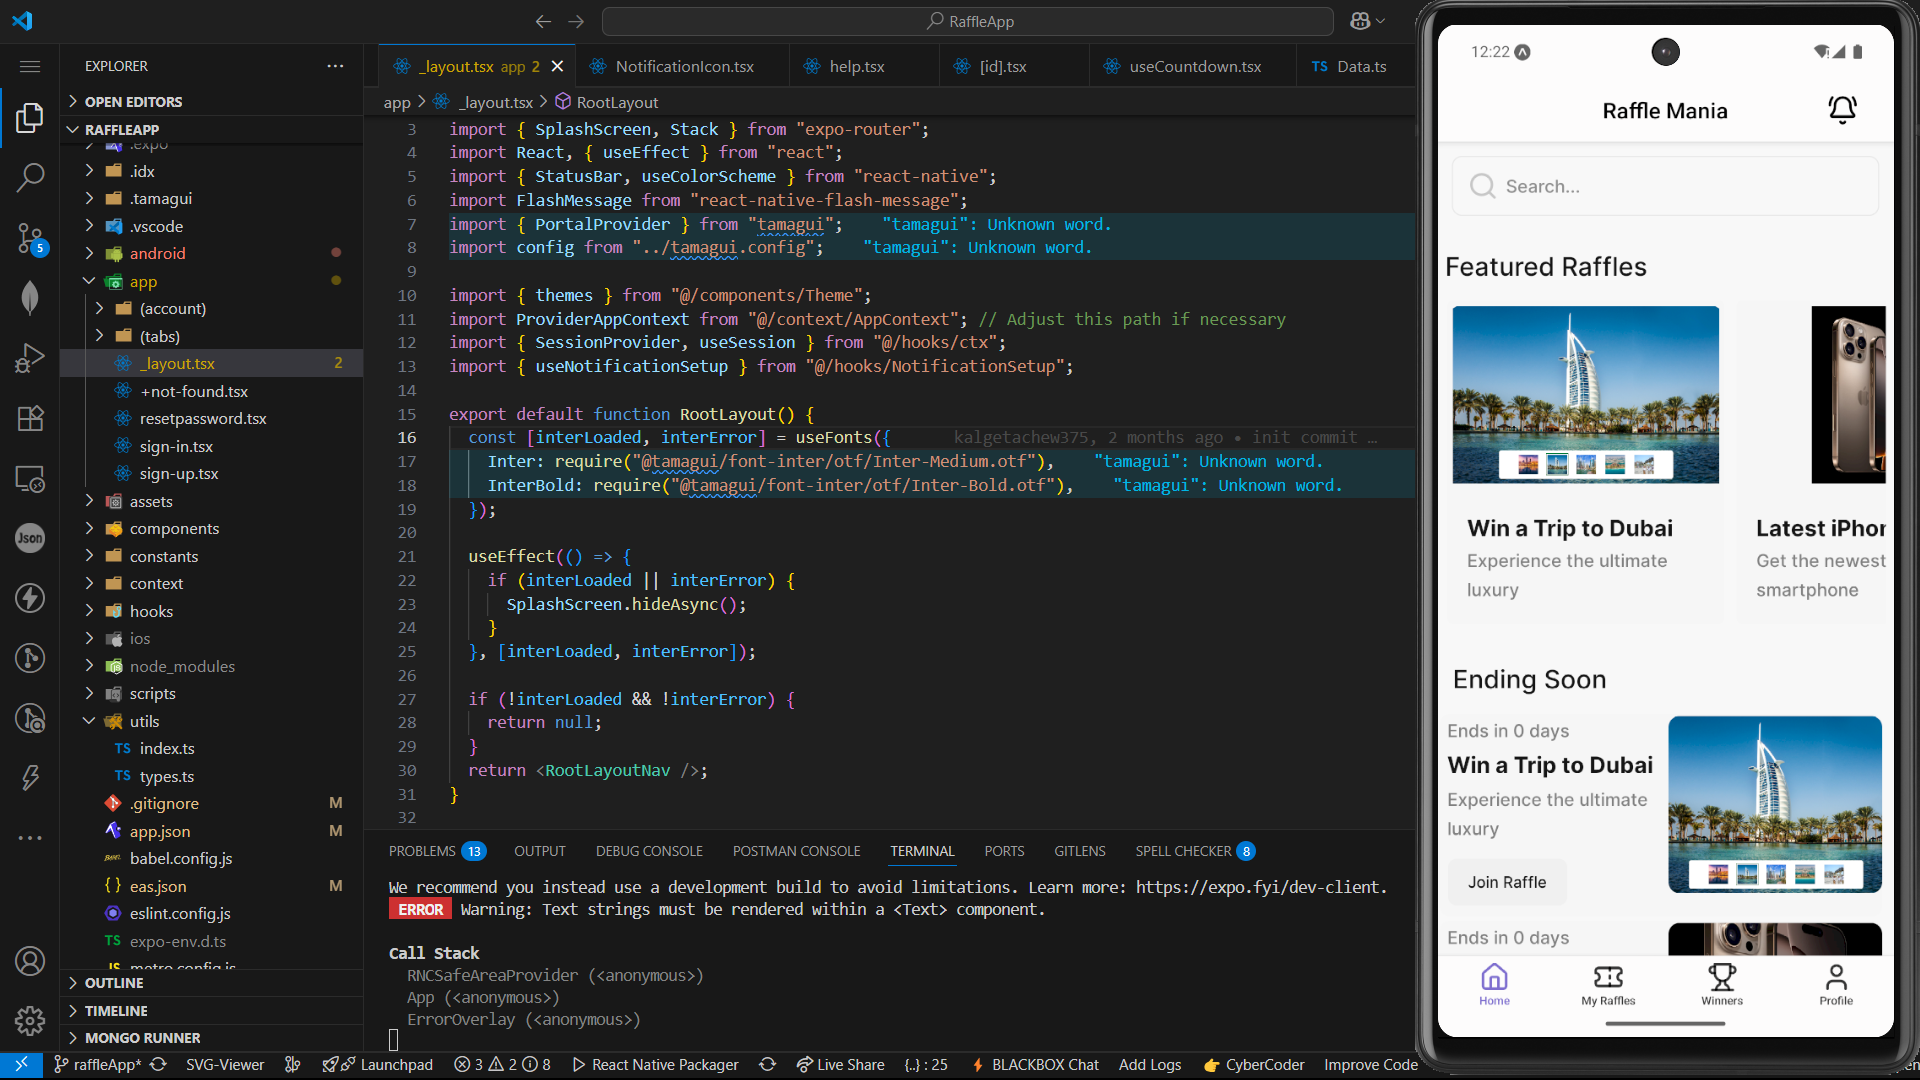 RaffleApp
EXPLORER
OPEN EDITORS
RAFFLEAPP
.expo
.idx
.tamagui
.vscode
android
app
(account)
(tabs)
_layout.tsx 2
+not-found.tsx
resetpassword.tsx
sign-in.tsx
sign-up.tsx
assets
components
constants
context
hooks
ios
node_modules
scripts
utils
TS index.ts
TS types.ts
.gitignore M
app.json M
babel.config.js
eas.json M
eslint.config.js
TS expo-env.d.ts
JS metro.config.js
OUTLINE
TIMELINE
MONGO RUNNER
5
Json
_layout.tsx app 2
NotificationIcon.tsx
help.tsx
[id].tsx
useCountdown.tsx
TS Data.ts
app > _layout.tsx > RootLayout
3 import { SplashScreen, Stack } from "expo-router";
4 import React, { useEffect } from "react";
5 import { StatusBar, useColorScheme } from "react-native";
6 import FlashMessage from "react-native-flash-message";
7 import { PortalProvider } from "tamagui"; "tamagui": Unknown word.
8 import config from "../tamagui.config"; "tamagui": Unknown word.
9
10 import { themes } from "@/components/Theme";
11 import ProviderAppContext from "@/context/AppContext"; // Adjust this path if necessary
12 import { SessionProvider, useSession } from "@/hooks/ctx";
13 import { useNotificationSetup } from "@/hooks/NotificationSetup";
14
15 export default function RootLayout() {
16 const [interLoaded, interError] = useFonts({ kalgetachew375, 2 months ago • init commit …
17 Inter: require("@tamagui/font-inter/otf/Inter-Medium.otf"), "tamagui": Unknown word.
18 InterBold: require("@tamagui/font-inter/otf/Inter-Bold.otf"), "tamagui": Unknown word.
19 });
20
21 useEffect(() => {
22 if (interLoaded || interError) {
23 SplashScreen.hideAsync();
24 }
25 }, [interLoaded, interError]);
26
27 if (!interLoaded && !interError) {
28 return null;
29 }
30 return <RootLayoutNav />;
31 }
32
PROBLEMS 13
OUTPUT
DEBUG CONSOLE
POSTMAN CONSOLE
TERMINAL
PORTS
GITLENS
SPELL CHECKER 8
We recommend you instead use a development build to avoid limitations. Learn more: https://expo.fyi/dev-client.
ERROR Warning: Text strings must be rendered within a <Text> component.
Call Stack
RNCSafeAreaProvider (<anonymous>)
App (<anonymous>)
ErrorOverlay (<anonymous>)
raffleApp*
SVG-Viewer
Launchpad
3 2 8
React Native Packager
Live Share
{..} : 25
BLACKBOX Chat
Add Logs
CyberCoder
Improve Code
12:22
Raffle Mania
Search...
Featured Raffles
Win a Trip to Dubai
Experience the ultimate
luxury
Latest iPhon
Get the newest
smartphone
Ending Soon
Ends in 0 days
Win a Trip to Dubai
Experience the ultimate
luxury
Join Raffle
Ends in 0 days
Home
My Raffles
Winners
Profile